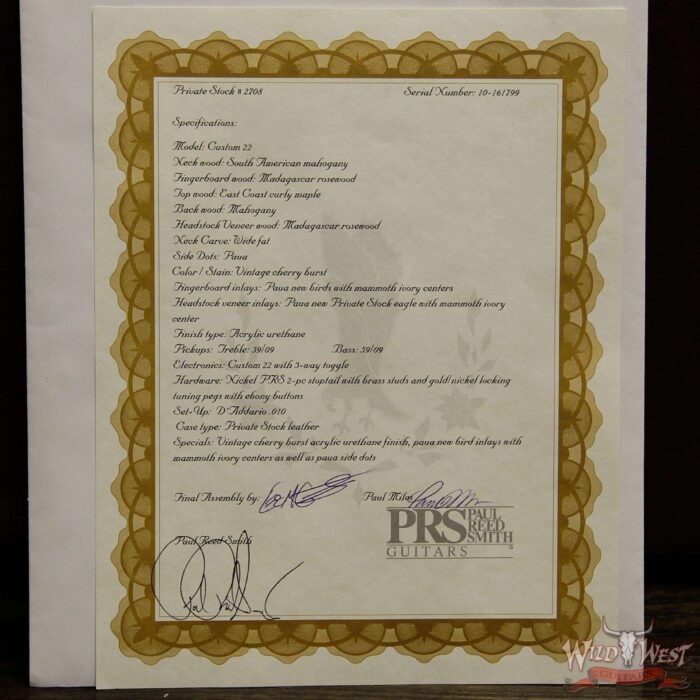 Private Stock # 2708 Serial Number: 10-161799
Specifications:
Model: Custom 22
Neck wood: South American mahogany
Fingerboard wood: Madagascar rosewood
Top wood: East Coast curly maple
Back wood: Mahogany
Headstock Veneer wood: Madagascar rosewood
Neck Carve: Wide fat
Side Dots: Paua
Color / Stain: Vintage cherry burst
Fingerboard inlays: Paua new birds with mammoth ivory centers
Headstock veneer inlays: Paua new Private Stock eagle with mammoth ivory
center
Finish type: Acrylic urethane
Pickups: Treble: 59/09 Bass: 59/09
Electronics: Custom 22 with 3-way toggle
Hardware: Nickel PRS 2-pc stoptail with brass studs and gold/nickel locking
tuning pegs with ebony buttons
Set-Up: D'Addario .010
Case type: Private Stock leather
Specials: Vintage cherry burst acrylic urethane finish, paua new bird inlays with
mammoth ivory centers as well as paua side dots
Final Assembly by: Paul Miles
PRS PAUL
REED
SMITH
GUITARS
Paul Reed Smith
WILD WEST
GUITARS